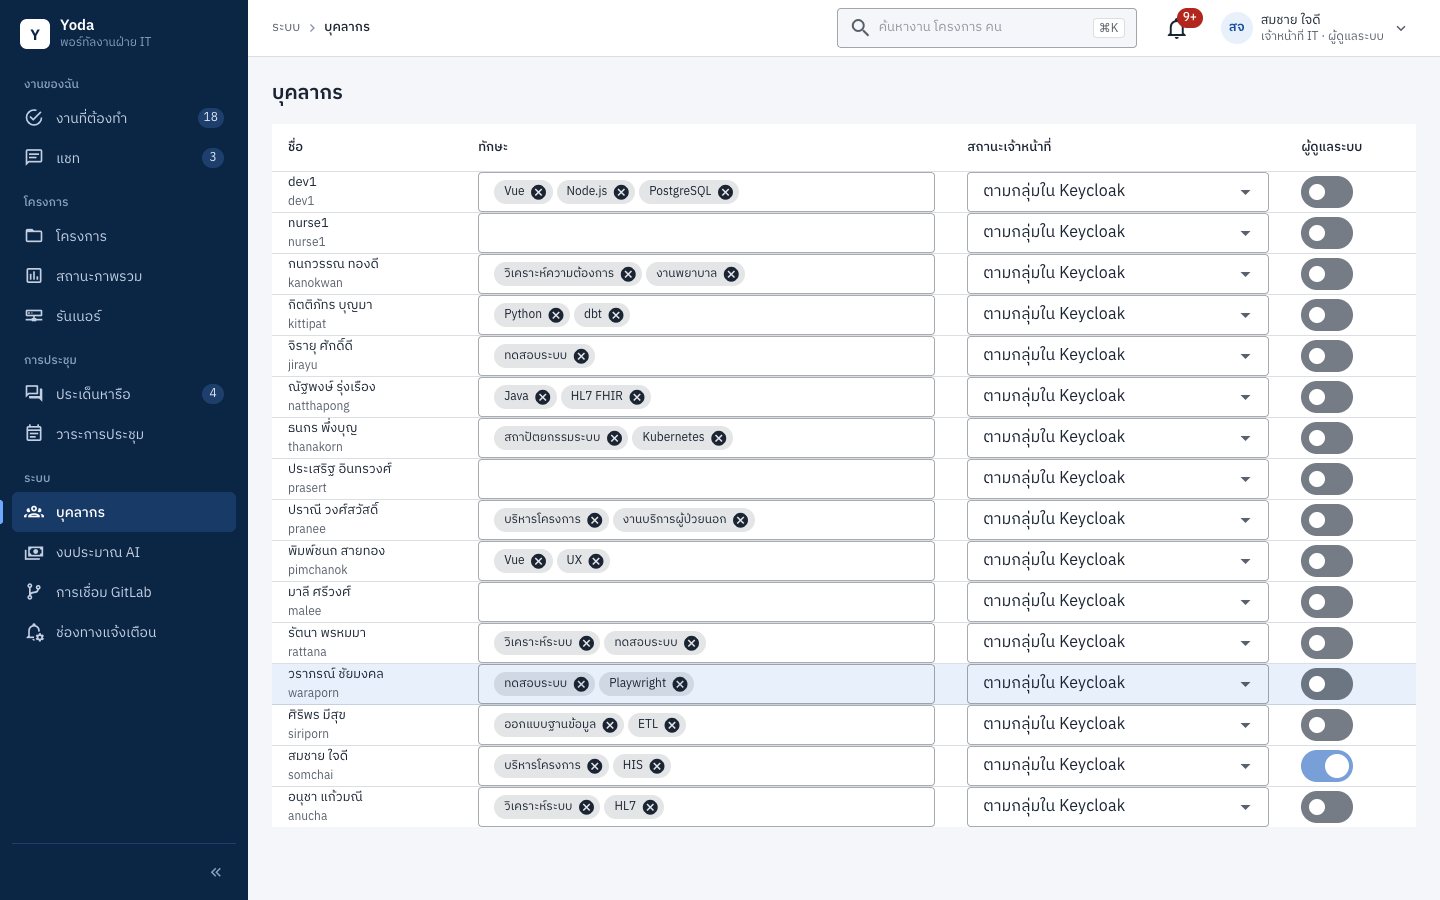 Y
Yoda
พอร์ทัลงานฝ่าย IT
งานของฉัน
งานที่ต้องทำ 18
แชท 3
โครงการ
โครงการ
สถานะภาพรวม
รันเนอร์
การประชุม
ประเด็นหารือ 4
วาระการประชุม
ระบบ
บุคลากร
งบประมาณ AI
การเชื่อม GitLab
ช่องทางแจ้งเตือน
ระบบ บุคลากร
ค้นหางาน โครงการ คน ⌘K
9+
สจ
สมชาย ใจดี
เจ้าหน้าที่ IT · ผู้ดูแลระบบ
บุคลากร
ชื่อ ทักษะ สถานะเจ้าหน้าที่ ผู้ดูแลระบบ
dev1
dev1
Vue Node.js PostgreSQL ตามกลุ่มใน Keycloak
nurse1
nurse1
ตามกลุ่มใน Keycloak
กนกวรรณ ทองดี
kanokwan
วิเคราะห์ความต้องการ งานพยาบาล ตามกลุ่มใน Keycloak
กิตติภัทร บุญมา
kittipat
Python dbt ตามกลุ่มใน Keycloak
จิรายุ ศักดิ์ดี
jirayu
ทดสอบระบบ ตามกลุ่มใน Keycloak
ณัฐพงษ์ รุ่งเรือง
natthapong
Java HL7 FHIR ตามกลุ่มใน Keycloak
ธนกร พึ่งบุญ
thanakorn
สถาปัตยกรรมระบบ Kubernetes ตามกลุ่มใน Keycloak
ประเสริฐ อินทรวงศ์
prasert
ตามกลุ่มใน Keycloak
ปราณี วงศ์สวัสดิ์
pranee
บริหารโครงการ งานบริการผู้ป่วยนอก ตามกลุ่มใน Keycloak
พิมพ์ชนก สายทอง
pimchanok
Vue UX ตามกลุ่มใน Keycloak
มาลี ศรีวงศ์
malee
ตามกลุ่มใน Keycloak
รัตนา พรหมมา
rattana
วิเคราะห์ระบบ ทดสอบระบบ ตามกลุ่มใน Keycloak
วราภรณ์ ชัยมงคล
waraporn
ทดสอบระบบ Playwright ตามกลุ่มใน Keycloak
ศิริพร มีสุข
siriporn
ออกแบบฐานข้อมูล ETL ตามกลุ่มใน Keycloak
สมชาย ใจดี
somchai
บริหารโครงการ HIS ตามกลุ่มใน Keycloak
อนุชา แก้วมณี
anucha
วิเคราะห์ระบบ HL7 ตามกลุ่มใน Keycloak